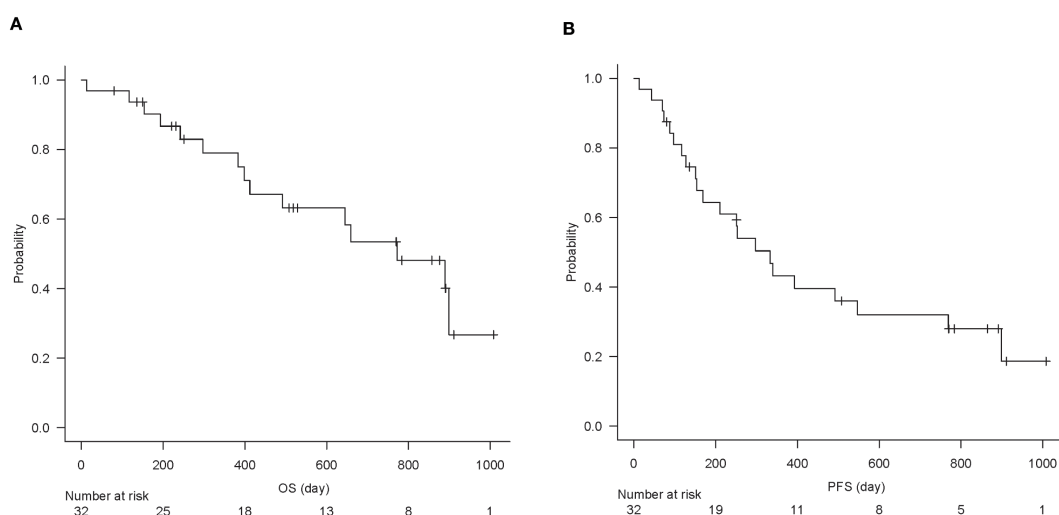 A
1.0
0.8
0.6
0.4
0.2
0.0
Probability
0 200 400 600 800 1000
OS (day)
Number at risk
32 25 18 13 8 1
B
1.0
0.8
0.6
0.4
0.2
0.0
Probability
0 200 400 600 800 1000
PFS (day)
Number at risk
32 19 11 8 5 1